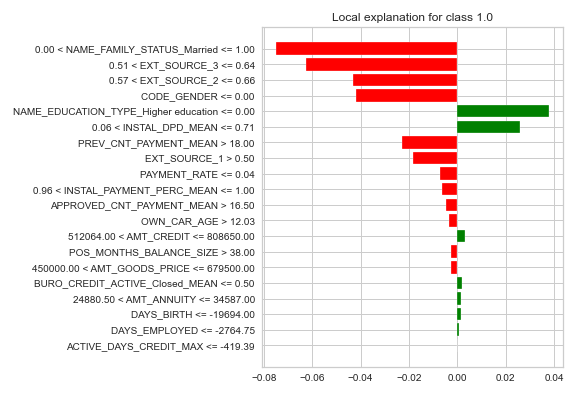 Local explanation for class 1.0
0.00 < NAME_FAMILY_STATUS_Married <= 1.00
0.51 < EXT_SOURCE_3 <= 0.64
0.57 < EXT_SOURCE_2 <= 0.66
CODE_GENDER <= 0.00
NAME_EDUCATION_TYPE_Higher education <= 0.00
0.06 < INSTAL_DPD_MEAN <= 0.71
PREV_CNT_PAYMENT_MEAN > 18.00
EXT_SOURCE_1 > 0.50
PAYMENT_RATE <= 0.04
0.96 < INSTAL_PAYMENT_PERC_MEAN <= 1.00
APPROVED_CNT_PAYMENT_MEAN > 16.50
OWN_CAR_AGE > 12.03
512064.00 < AMT_CREDIT <= 808650.00
POS_MONTHS_BALANCE_SIZE > 38.00
450000.00 < AMT_GOODS_PRICE <= 679500.00
BURO_CREDIT_ACTIVE_Closed_MEAN <= 0.50
24880.50 < AMT_ANNUITY <= 34587.00
DAYS_BIRTH <= -19694.00
DAYS_EMPLOYED <= -2764.75
ACTIVE_DAYS_CREDIT_MAX <= -419.39
−0.08 −0.06 −0.04 −0.02 0.00 0.02 0.04